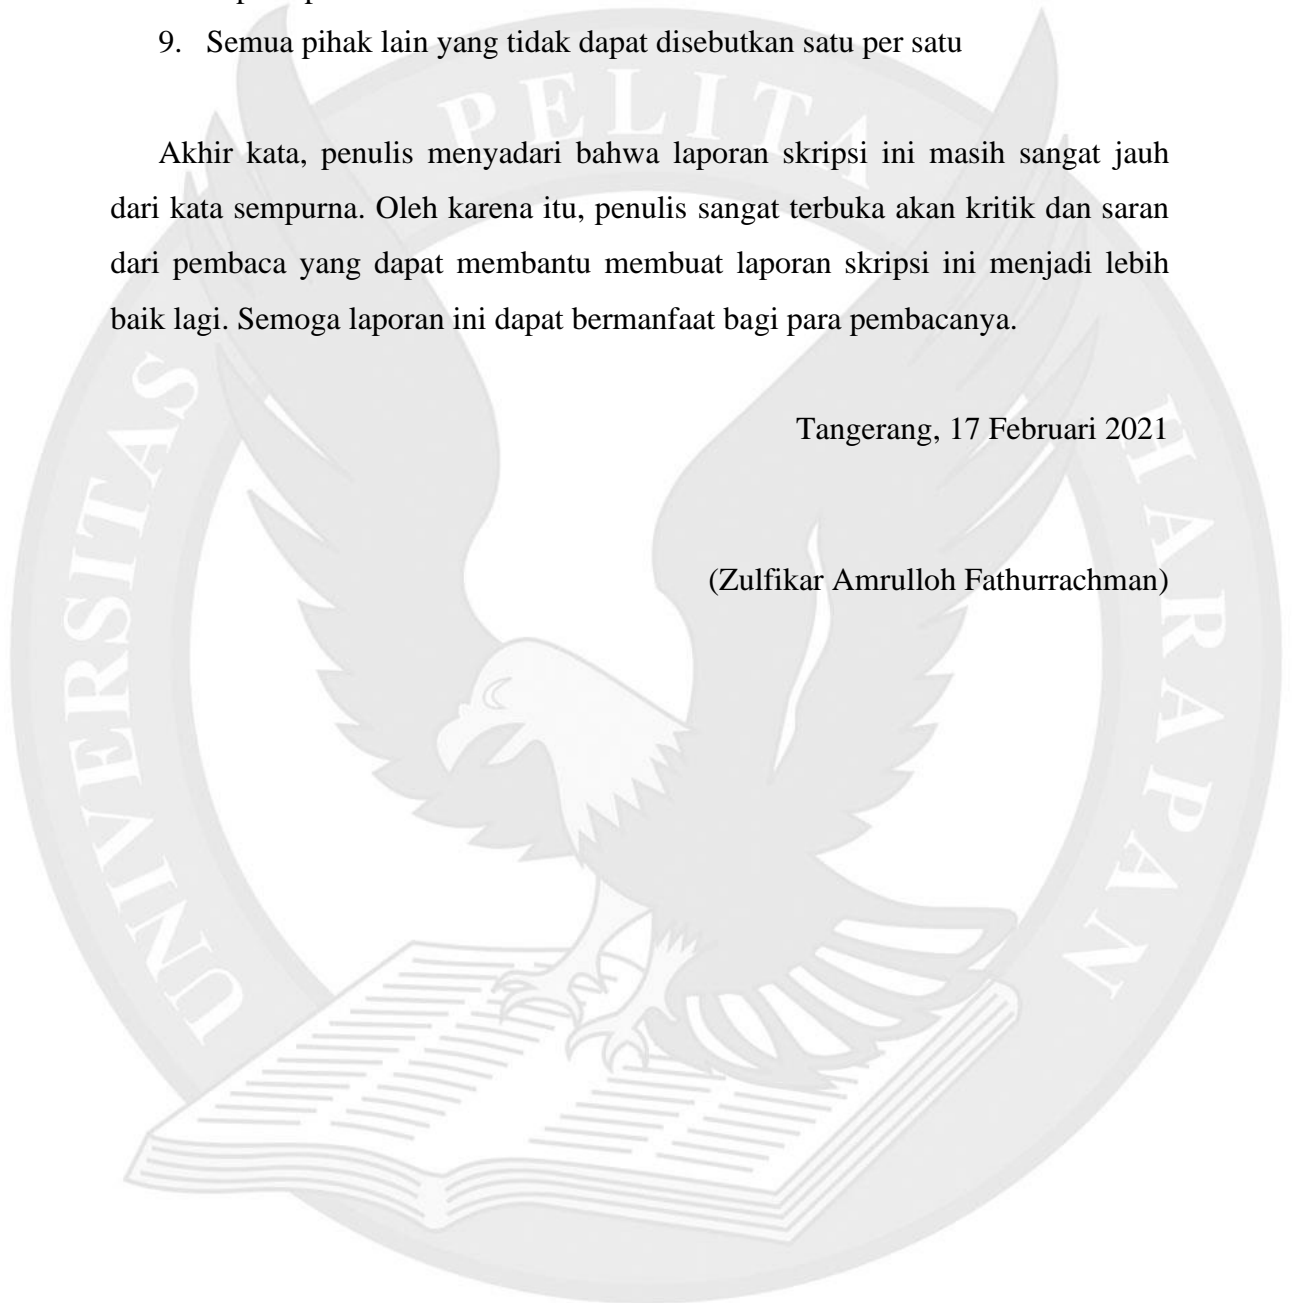 9. Semua pihak lain yang tidak dapat disebutkan satu per satu
Akhir kata, penulis menyadari bahwa laporan skripsi ini masih sangat jauh
dari kata sempurna. Oleh karena itu, penulis sangat terbuka akan kritik dan saran
dari pembaca yang dapat membantu membuat laporan skripsi ini menjadi lebih
baik lagi. Semoga laporan ini dapat bermanfaat bagi para pembacanya.
Tangerang, 17 Februari 2021
(Zulfikar Amrulloh Fathurrachman)
UNIVERSITAS PELITA HARAPAN